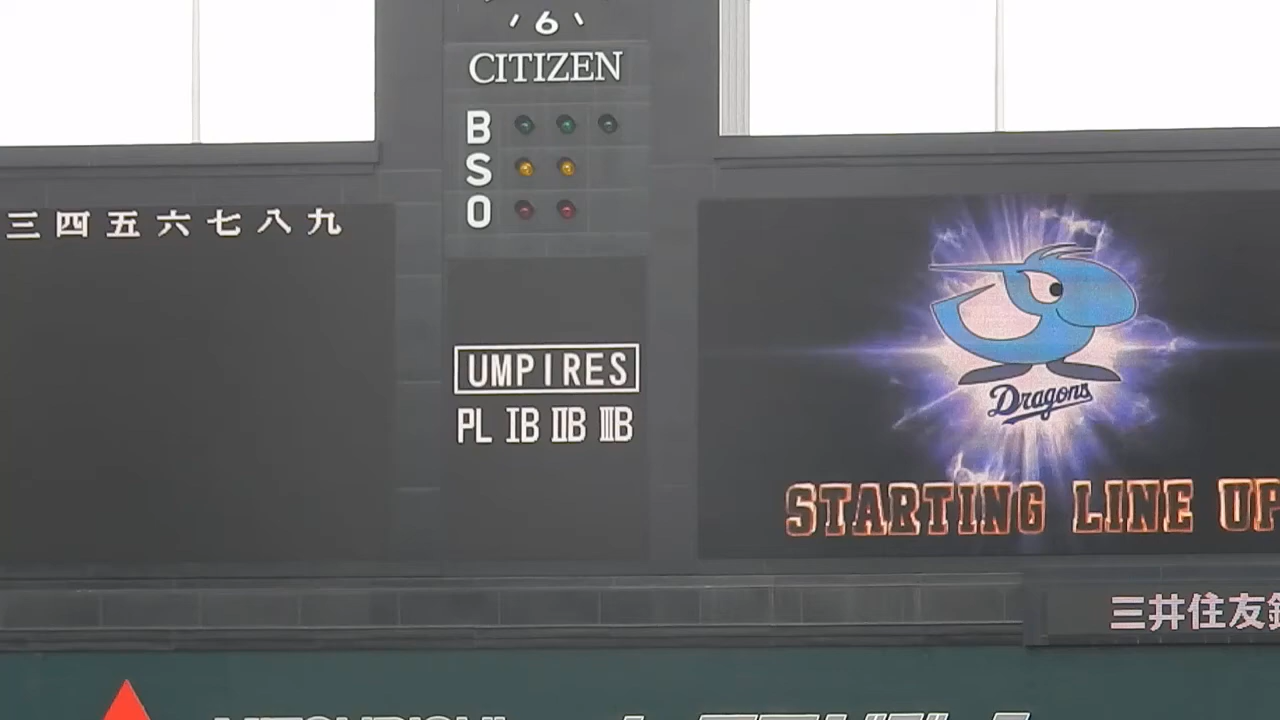 6
CITIZEN
B
S
O
三 四 五 六 七 八 九
UMPIRES
PL ⅠB ⅡB ⅢB
Dragons
STARTING LINE UP
三井住友